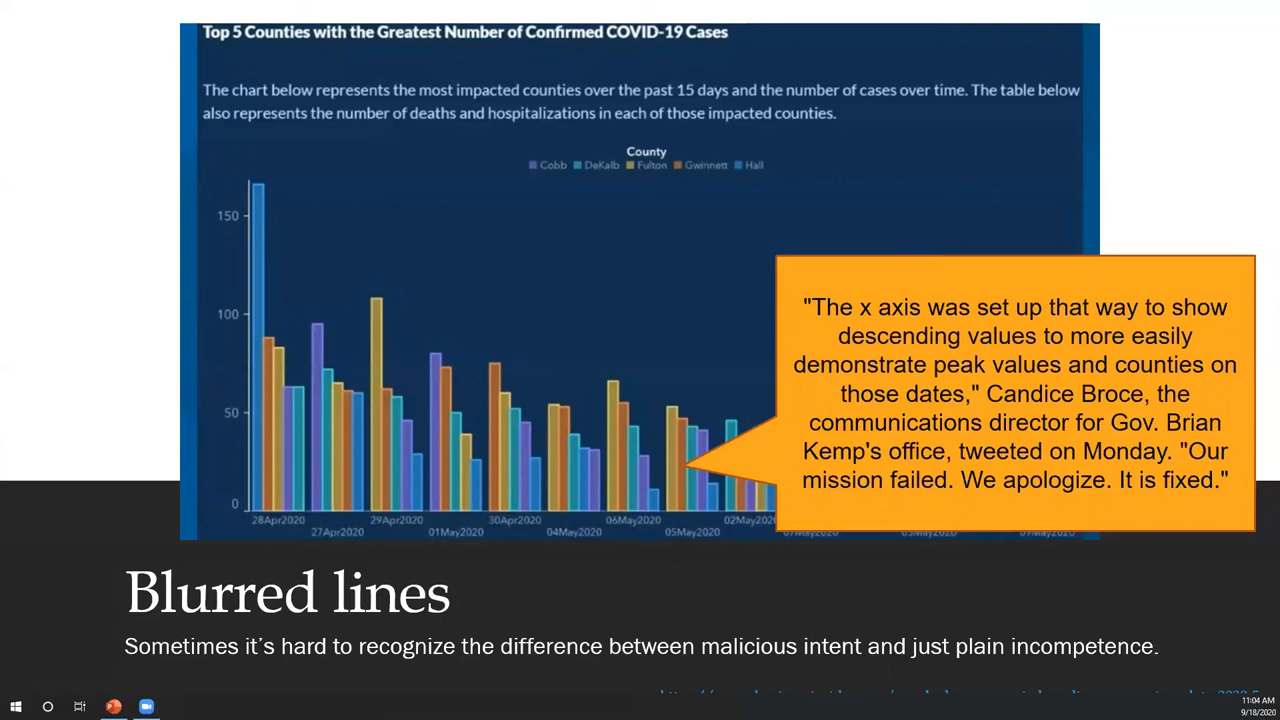 Top 5 Counties with the Greatest Number of Confirmed COVID-19 Cases
The chart below represents the most impacted counties over the past 15 days and the number of cases over time. The table below
also represents the number of deaths and hospitalizations in each of those impacted counties.
County
Cobb DeKalb Fulton Gwinnett Hall
150
100
50
0
28Apr2020 29Apr2020 30Apr2020 06May2020 02May2020
27Apr2020 01May2020 04May2020 05May2020
"The x axis was set up that way to show
descending values to more easily
demonstrate peak values and counties on
those dates," Candice Broce, the
communications director for Gov. Brian
Kemp's office, tweeted on Monday. "Our
mission failed. We apologize. It is fixed."
Blurred lines
Sometimes it's hard to recognize the difference between malicious intent and just plain incompetence.
11:04 AM
9/18/2020